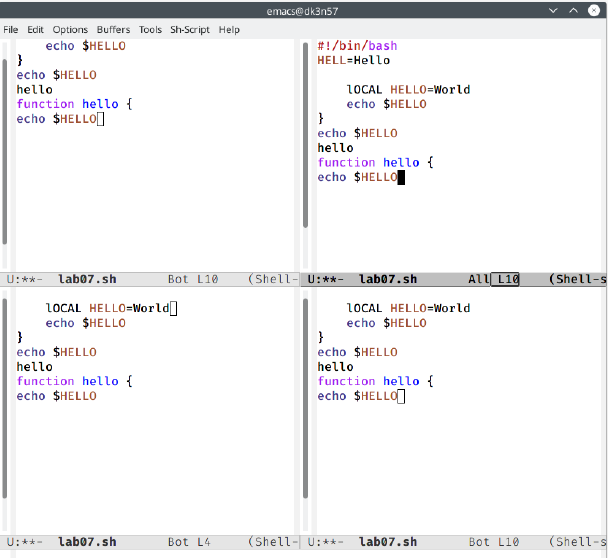 emacs@dk3n57
File Edit Options Buffers Tools Sh-Script Help
    echo $HELLO
}
echo $HELLO
hello
function hello {
echo $HELLO
U:**-  lab07.sh       Bot L10    (Shell-
#!/bin/bash
HELL=Hello

    lOCAL HELLO=World
    echo $HELLO
}
echo $HELLO
hello
function hello {
echo $HELLO
U:**-  lab07.sh       All L10    (Shell-s
    lOCAL HELLO=World
    echo $HELLO
}
echo $HELLO
hello
function hello {
echo $HELLO
U:**-  lab07.sh       Bot L4     (Shell-
    lOCAL HELLO=World
    echo $HELLO
}
echo $HELLO
hello
function hello {
echo $HELLO
U:**-  lab07.sh       Bot L10    (Shell-s